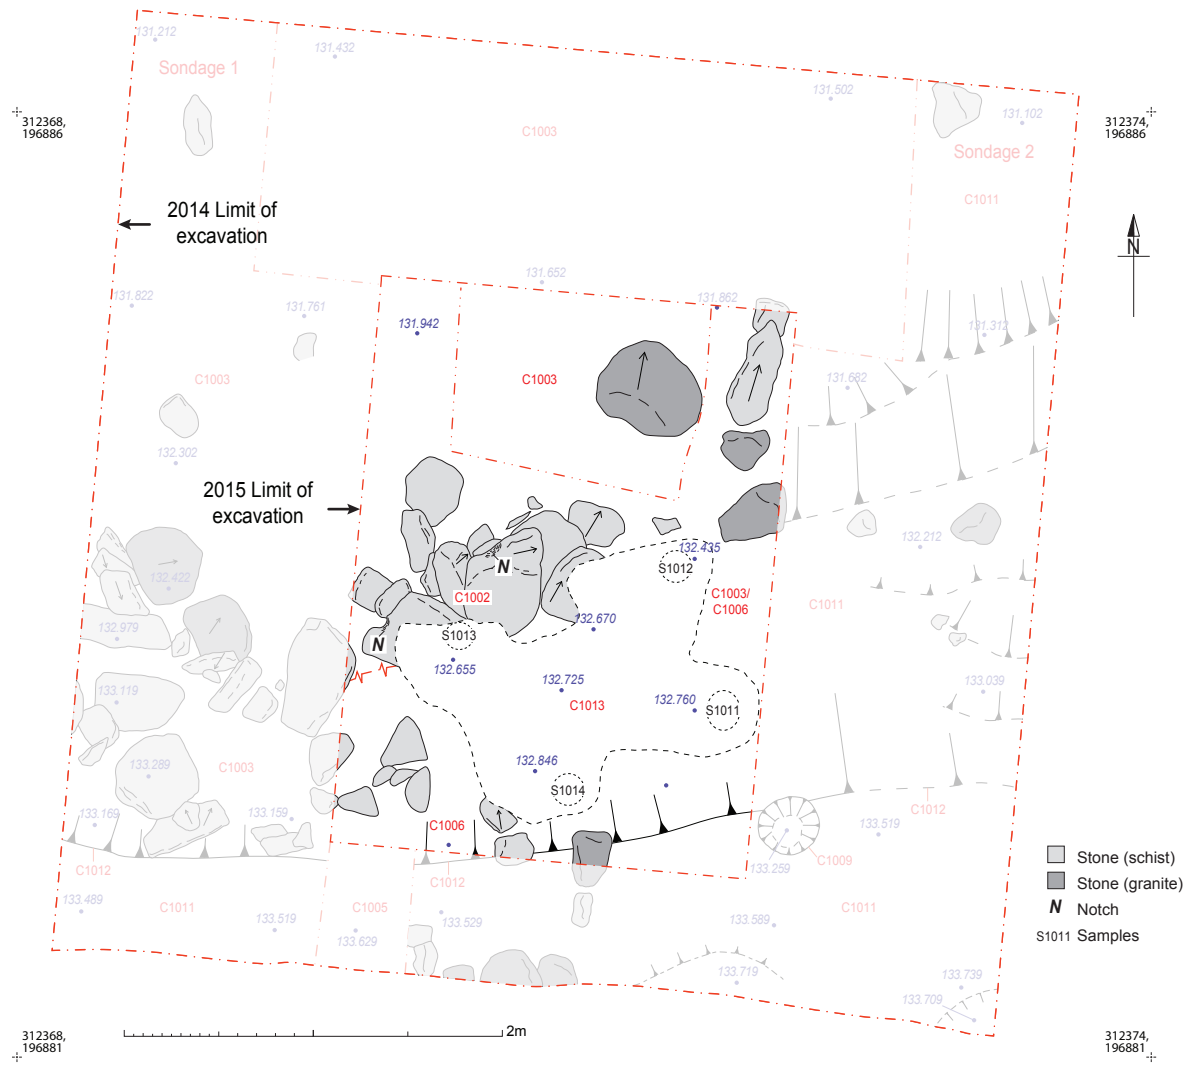 131.212
131.432
Sondage 1
131.502
131.102
312368,
196886
312374,
196886
C1003
Sondage 2
C1011
2014 Limit of
excavation
N
131.652
131.822
131.761
131.862
131.942
131.312
C1003
C1003
131.682
132.302
2015 Limit of
excavation
132.212
132.435
S1012
132.422
N
C1002
C1003/
C1006
C1011
132.979
132.670
S1013
N
132.655
133.119
132.725
132.760
S1011
C1013
133.039
133.289
C1003
132.846
S1014
133.169
133.159
C1006
C1012
133.519
C1012
C1012
133.259
C1009
Stone (schist)
Stone (granite)
N Notch
S1011 Samples
133.489
C1011
133.519
C1005
133.629
133.529
133.589
C1011
133.719
133.739
133.709
2m
312368,
196881
312374,
196881